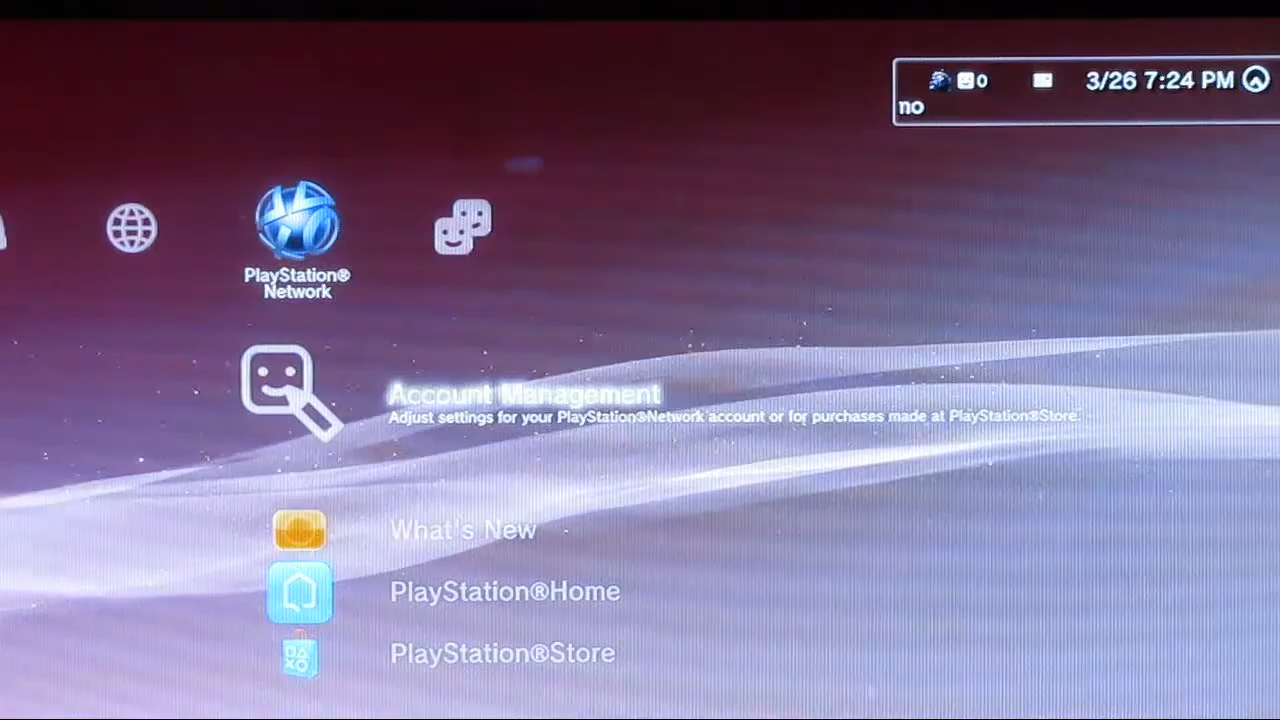 0 3/26 7:24 PM
no
PlayStation®
Network
Account Management
Adjust settings for your PlayStation®Network account or for purchases made at PlayStation®Store.
What's New
PlayStation®Home
PlayStation®Store